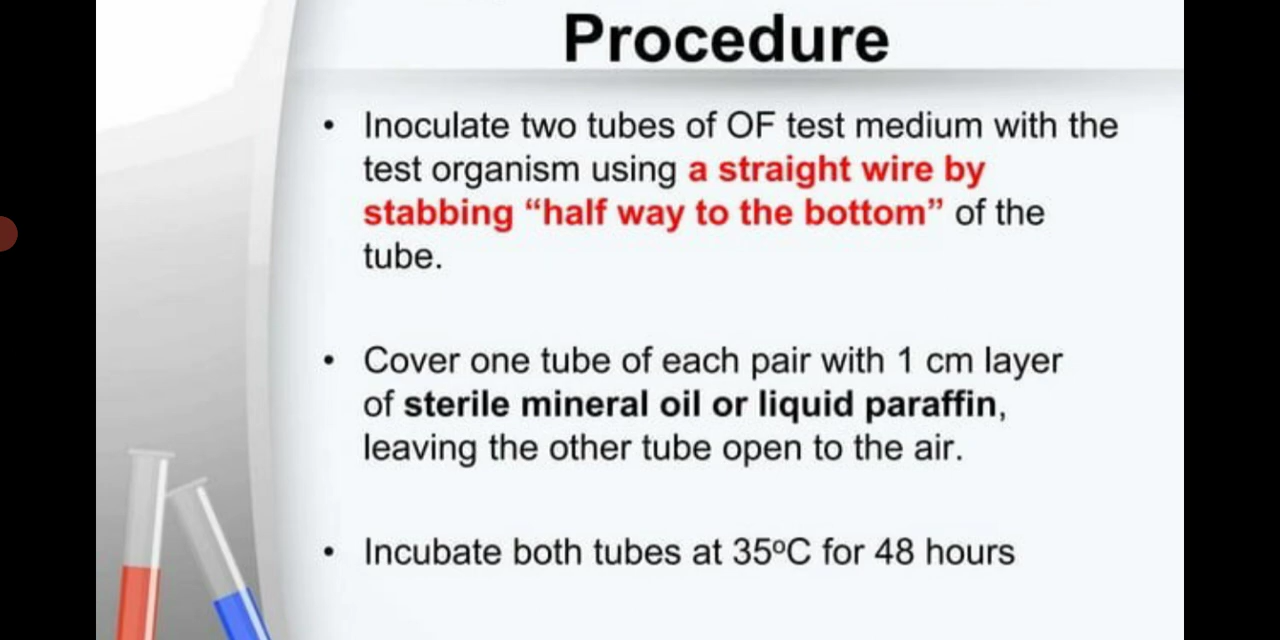 Procedure
• Inoculate two tubes of OF test medium with the
test organism using a straight wire by
stabbing “half way to the bottom” of the
tube.
• Cover one tube of each pair with 1 cm layer
of sterile mineral oil or liquid paraffin,
leaving the other tube open to the air.
• Incubate both tubes at 35ºC for 48 hours